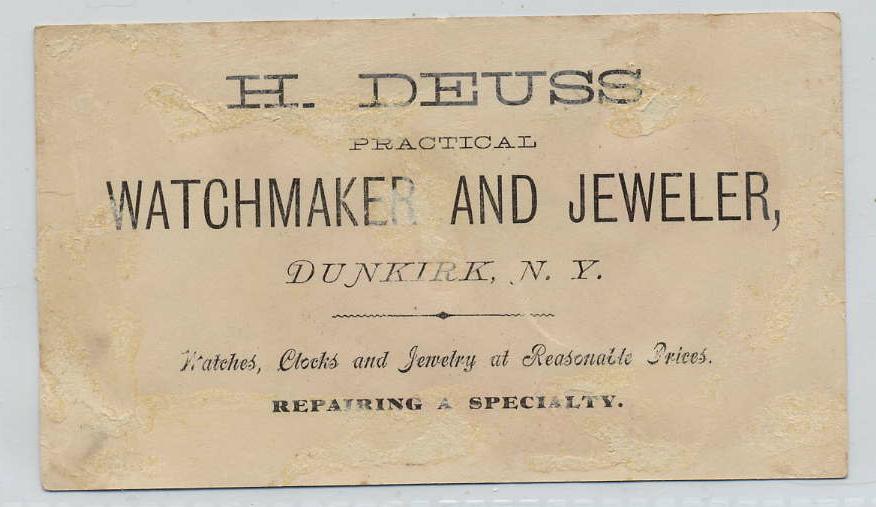 H. DEUSS
PRACTICAL
WATCHMAKER AND JEWELER,
DUNKIRK, N. Y.
Watches, Clocks and Jewelry at Reasonable Prices.
REPAIRING A SPECIALTY.